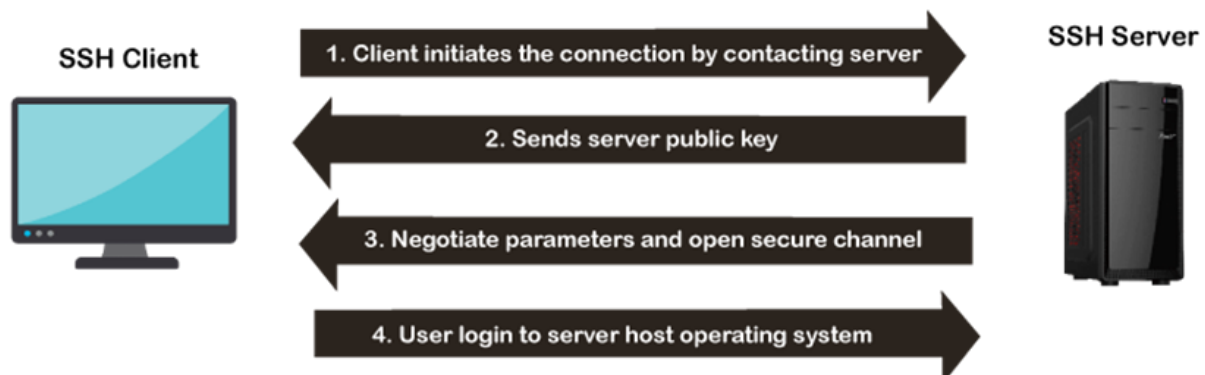 SSH Client
SSH Server
1. Client initiates the connection by contacting server
2. Sends server public key
3. Negotiate parameters and open secure channel
4. User login to server host operating system